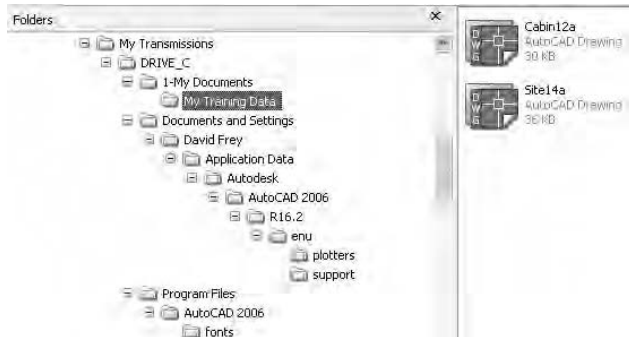 Folders
My Transmissions
DRIVE_C
1-My Documents
My Training Data
Documents and Settings
David Frey
Application Data
Autodesk
AutoCAD 2006
R16.2
enu
plotters
support
Program Files
AutoCAD 2006
fonts
DWG
Cabin12a
AutoCAD Drawing
30 KB
DWG
Site14a
AutoCAD Drawing
36 KB